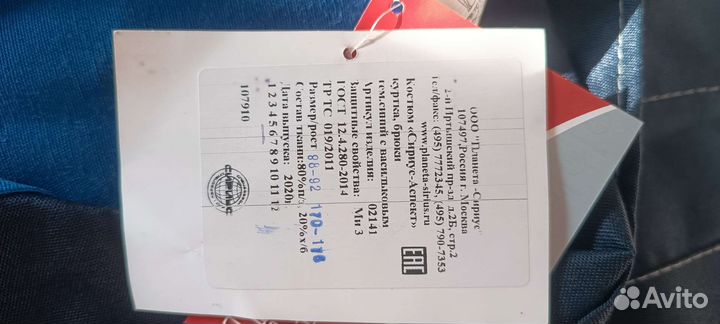 ООО "Планета-Сириус"
107497,Россия г. Москва
2-й Иртышский пр-зд д.2Б, стр.2
тел/факс: (495) 7772345, (495) 790-7353
www.planeta-sirius.ru
Костюм «Сириус-Аспект»
куртка, брюки
тем.синий с васильковым
Артикул изделия: 02141
Защитные свойства: Ми З
ГОСТ 12.4.280-2014
ТР ТС 019/2011
Размер/рост 88-92 170-176
Состав ткани:80%п/э, 20%х/б
Дата выпуска: 2020г.
1 2 3 4 5 6 7 8 9 10 11 12
107910
СИРИУС
ЕАС
Avito